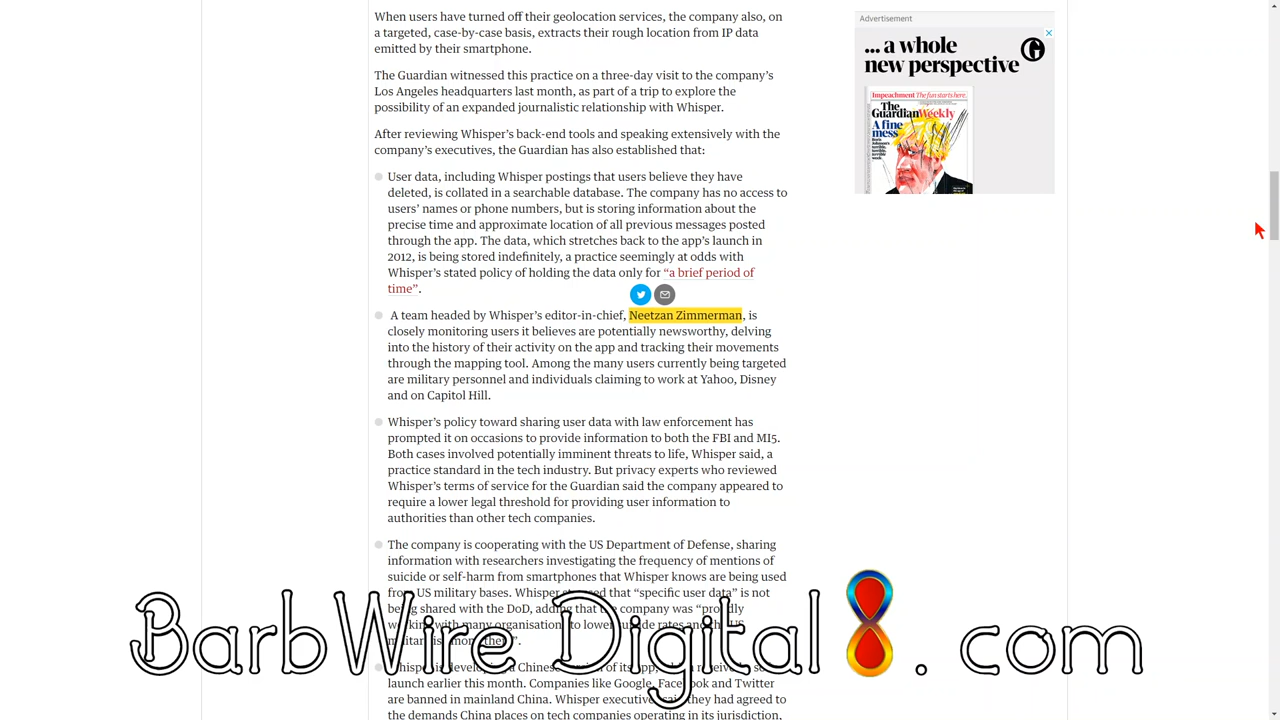 When users have turned off their geolocation services, the company also, on
a targeted, case-by-case basis, extracts their rough location from IP data
emitted by their smartphone.
The Guardian witnessed this practice on a three-day visit to the company’s
Los Angeles headquarters last month, as part of a trip to explore the
possibility of an expanded journalistic relationship with Whisper.
After reviewing Whisper’s back-end tools and speaking extensively with the
company’s executives, the Guardian has also established that:
User data, including Whisper postings that users believe they have
deleted, is collated in a searchable database. The company has no access to
users’ names or phone numbers, but is storing information about the
precise time and approximate location of all previous messages posted
through the app. The data, which stretches back to the app’s launch in
2012, is being stored indefinitely, a practice seemingly at odds with
Whisper’s stated policy of holding the data only for “a brief period of
time”.
A team headed by Whisper’s editor-in-chief, Neetzan Zimmerman, is
closely monitoring users it believes are potentially newsworthy, delving
into the history of their activity on the app and tracking their movements
through the mapping tool. Among the many users currently being targeted
are military personnel and individuals claiming to work at Yahoo, Disney
and on Capitol Hill.
Whisper’s policy toward sharing user data with law enforcement has
prompted it on occasions to provide information to both the FBI and MI5.
Both cases involved potentially imminent threats to life, Whisper said, a
practice standard in the tech industry. But privacy experts who reviewed
Whisper’s terms of service for the Guardian said the company appeared to
require a lower legal threshold for providing user information to
authorities than other tech companies.
The company is cooperating with the US Department of Defense, sharing
information with researchers investigating the frequency of mentions of
suicide or self-harm from smartphones that Whisper knows are being used
from US military bases. Whisper stressed that “specific user data” is not
being shared with the DoD, adding that the company was “proudly
working with many organisations to lower suicide rates and the US
launch earlier this month. Companies like Google, Facebook and Twitter
are banned in mainland China. Whisper executives said they had agreed to
the demands China places on tech companies operating in its jurisdiction,
Advertisement
... a whole
new perspective
Impeachment The fun starts here.
The
GuardianWeekly
A fine
mess
BarbWire Digital8.com